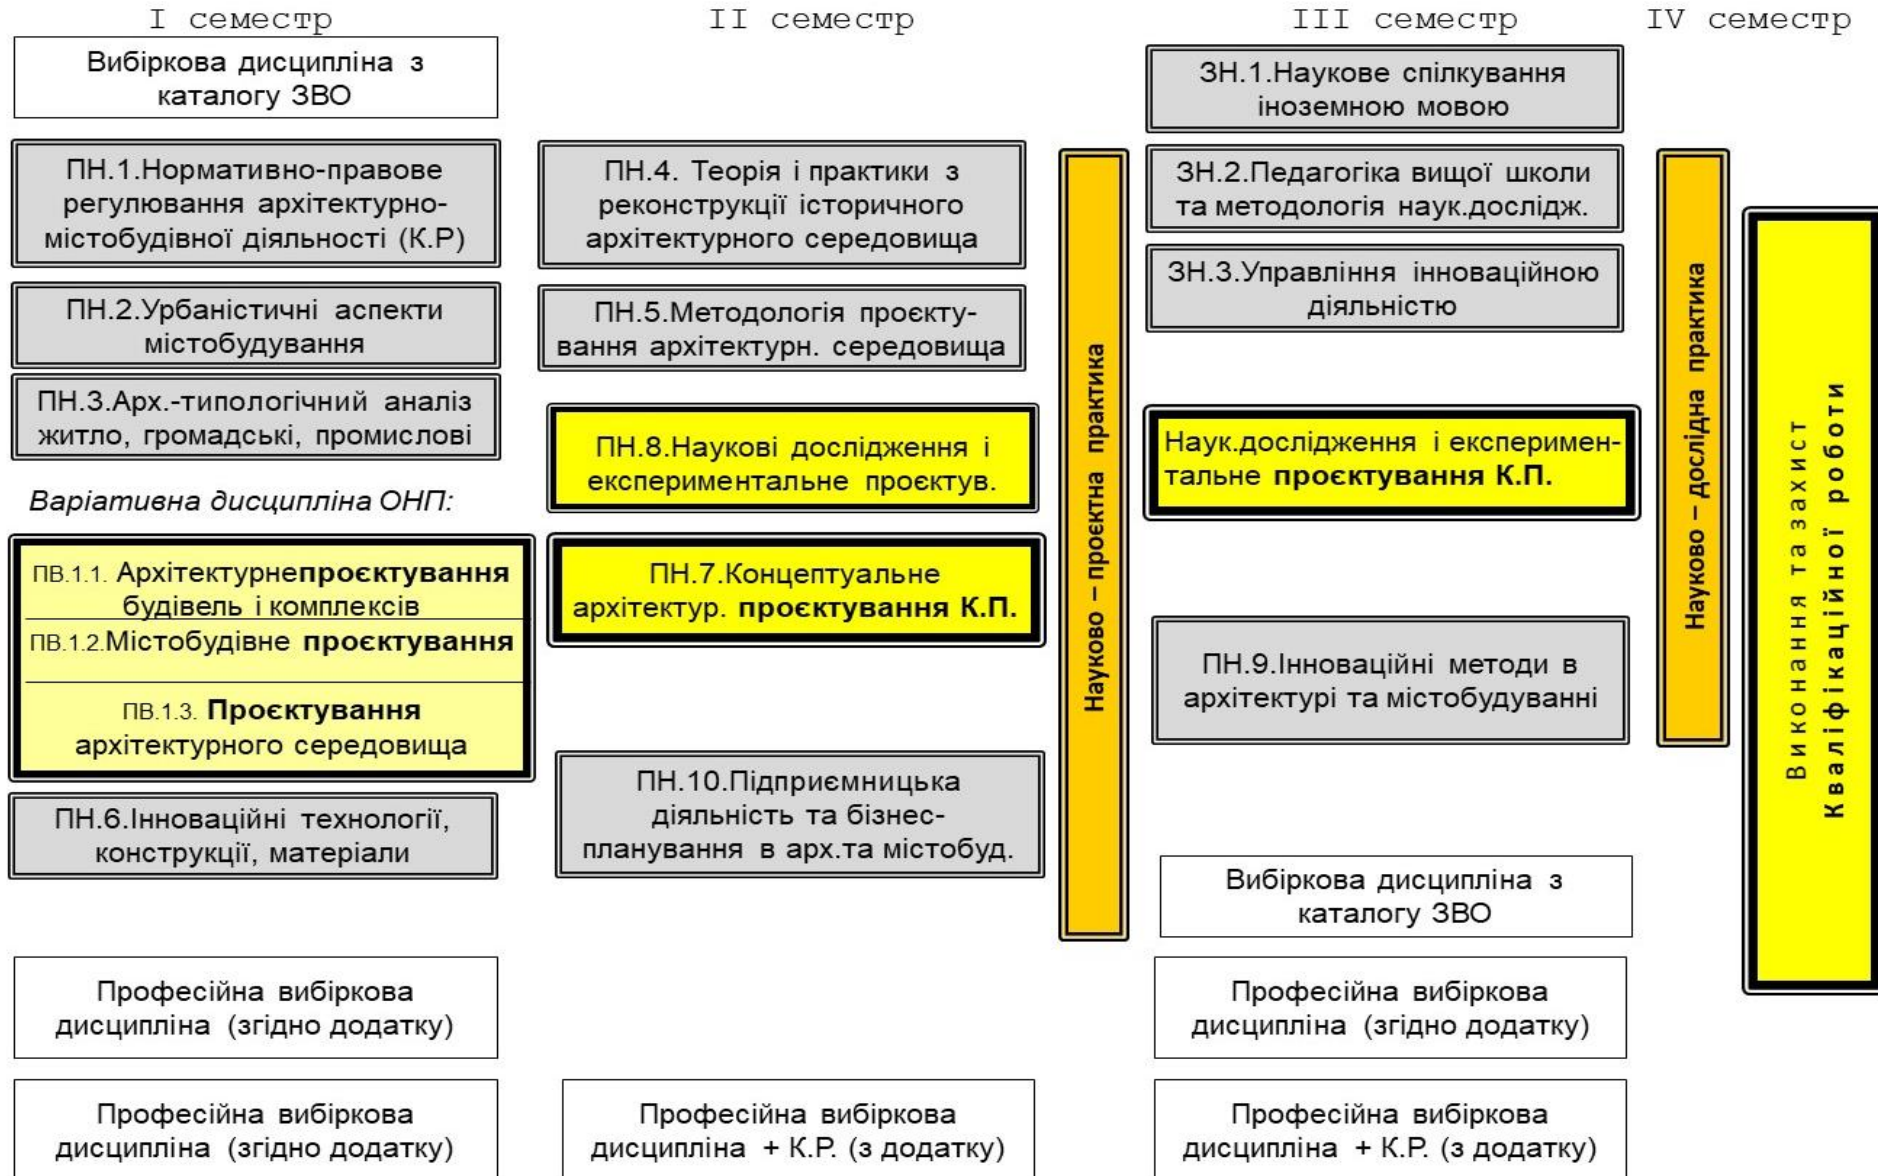 I семестр
Вибіркова дисципліна з
каталогу ЗВО
ПН.1.Нормативно-правове
регулювання архітектурно-
містобудівної діяльності (К.Р)
ПН.2.Урбаністичні аспекти
містобудування
ПН.3.Арх.-типологічний аналіз
житло, громадські, промислові
Варіативна дисципліна ОНП:
ПВ.1.1. Архітектурнепроєктування
будівель і комплексів
ПВ.1.2.Містобудівне проєктування
ПВ.1.3. Проєктування
архітектурного середовища
ПН.6.Інноваційні технології,
конструкції, матеріали
Професійна вибіркова
дисципліна (згідно додатку)
Професійна вибіркова
дисципліна (згідно додатку)
II семестр
ПН.4. Теорія і практики з
реконструкції історичного
архітектурного середовища
ПН.5.Методологія проєкту-
вання архітектурн. середовища
ПН.8.Наукові дослідження і
експериментальне проєктув.
ПН.7.Концептуальне
архітектур. проєктування К.П.
ПН.10.Підприємницька
діяльність та бізнес-
планування в арх.та містобуд.
Професійна вибіркова
дисципліна + К.Р. (з додатку)
Науково – проєктна практика
III семестр
ЗН.1.Наукове спілкування
іноземною мовою
ЗН.2.Педагогіка вищої школи
та методологія наук.дослідж.
ЗН.3.Управління інноваційною
діяльністю
Наук.дослідження і експеримен-
тальне проєктування К.П.
ПН.9.Інноваційні методи в
архітектурі та містобудуванні
Вибіркова дисципліна з
каталогу ЗВО
Професійна вибіркова
дисципліна (згідно додатку)
Професійна вибіркова
дисципліна + К.Р. (з додатку)
IV семестр
Науково – дослідна практика
Виконання та захист
Кваліфікаційної роботи